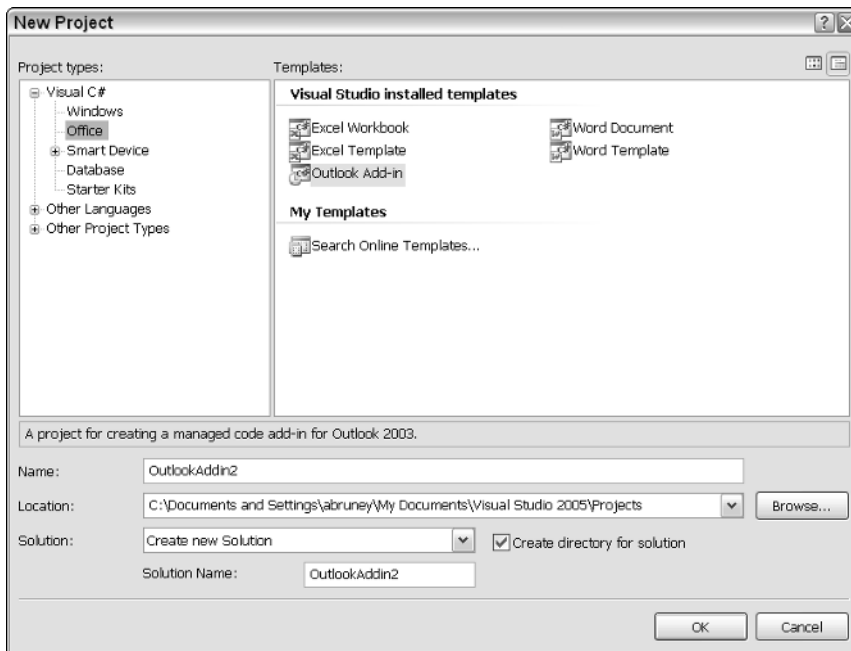 New Project
Project types:
Templates:
Visual C#
Windows
Office
Smart Device
Database
Starter Kits
Other Languages
Other Project Types
Visual Studio installed templates
Excel Workbook
Word Document
Excel Template
Word Template
Outlook Add-in
My Templates
Search Online Templates...
A project for creating a managed code add-in for Outlook 2003.
Name:
OutlookAddin2
Location:
C:\Documents and Settings\abruney\My Documents\Visual Studio 2005\Projects
Browse...
Solution:
Create new Solution
Create directory for solution
Solution Name:
OutlookAddin2
OK
Cancel